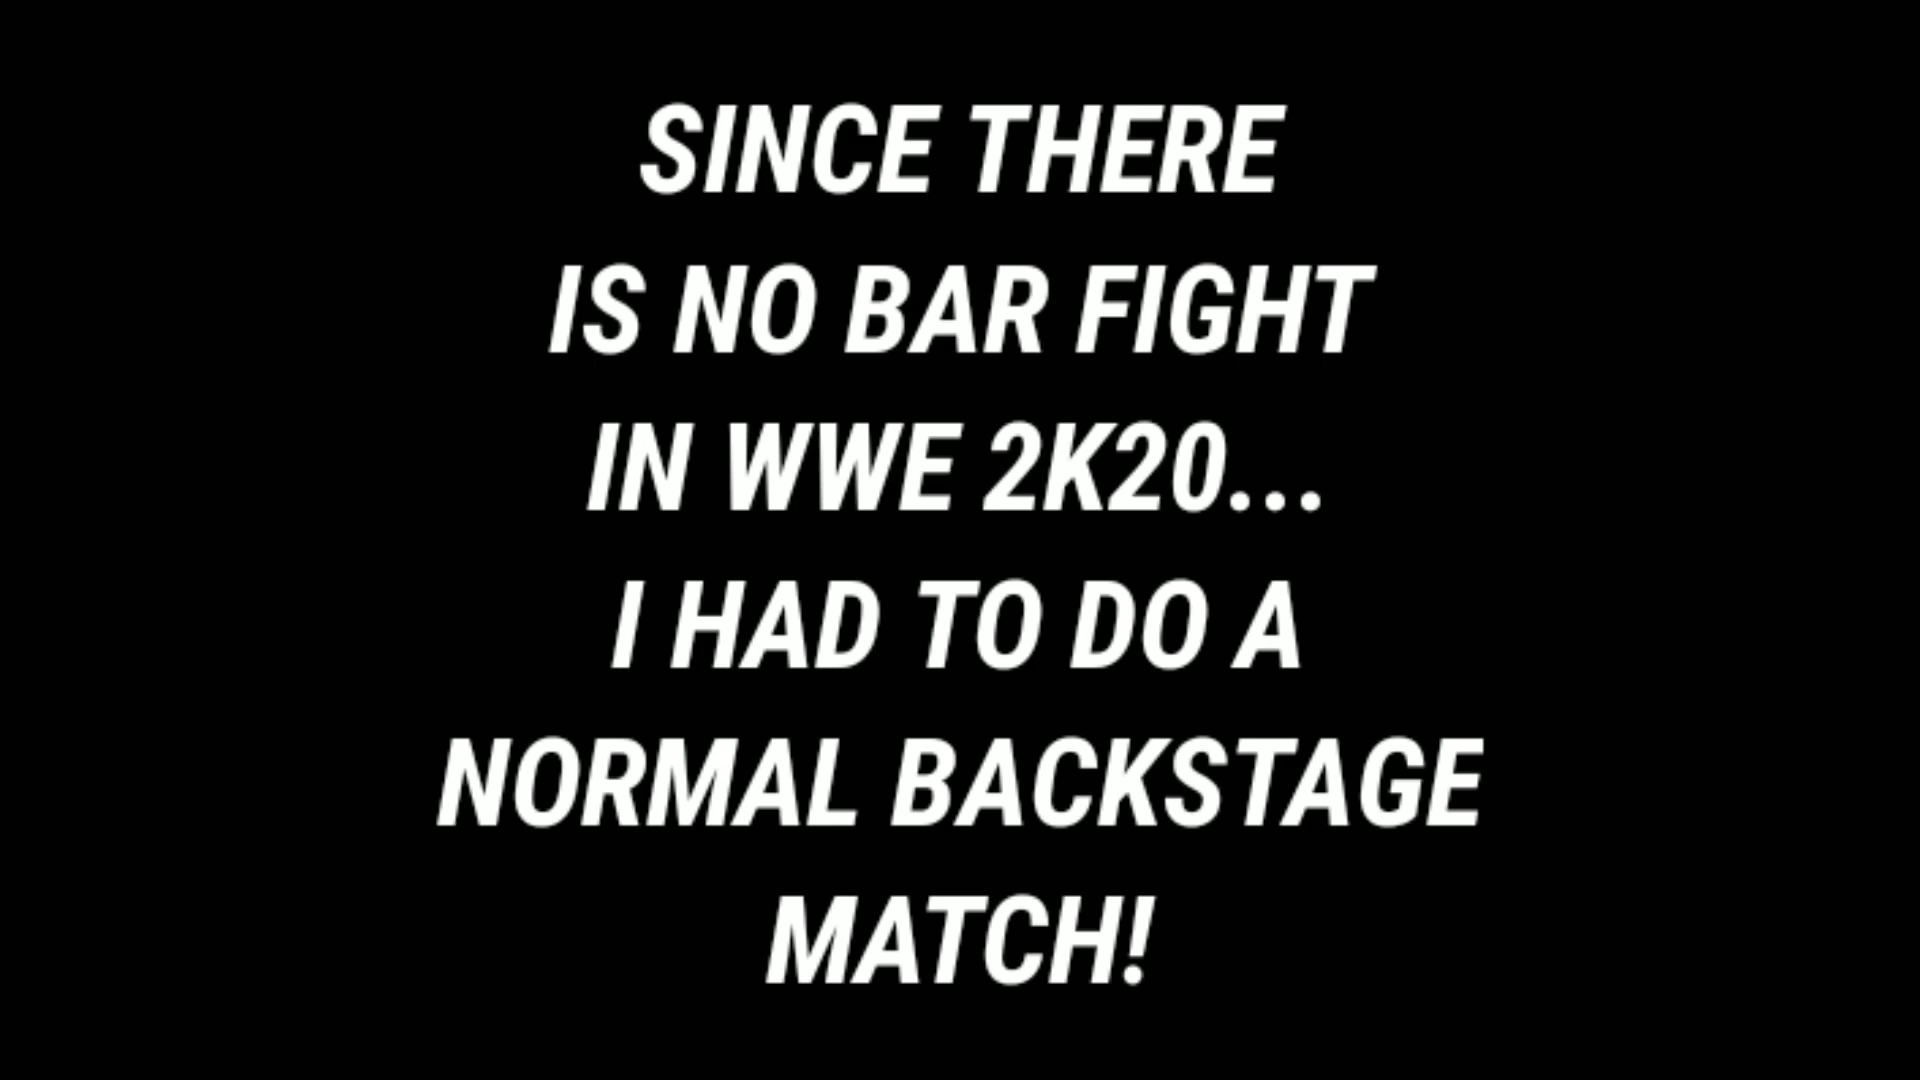 SINCE THERE
IS NO BAR FIGHT
IN WWE 2K20...
I HAD TO DO A
NORMAL BACKSTAGE
MATCH!